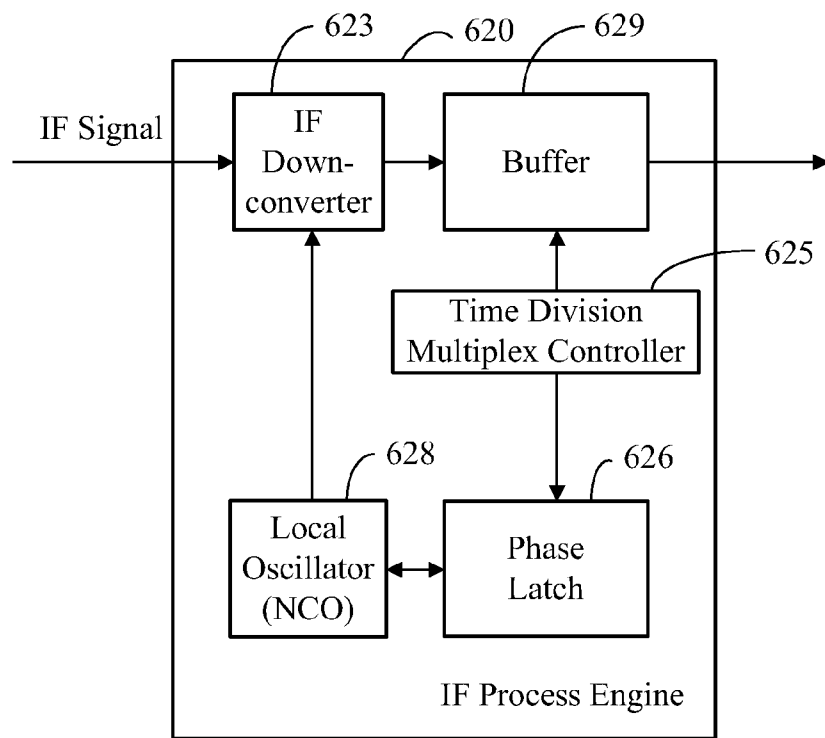 623
620
629
IF Signal
IF
Down-
converter
Buffer
625
Time Division
Multiplex Controller
628
626
Local
Oscillator
(NCO)
Phase
Latch
IF Process Engine